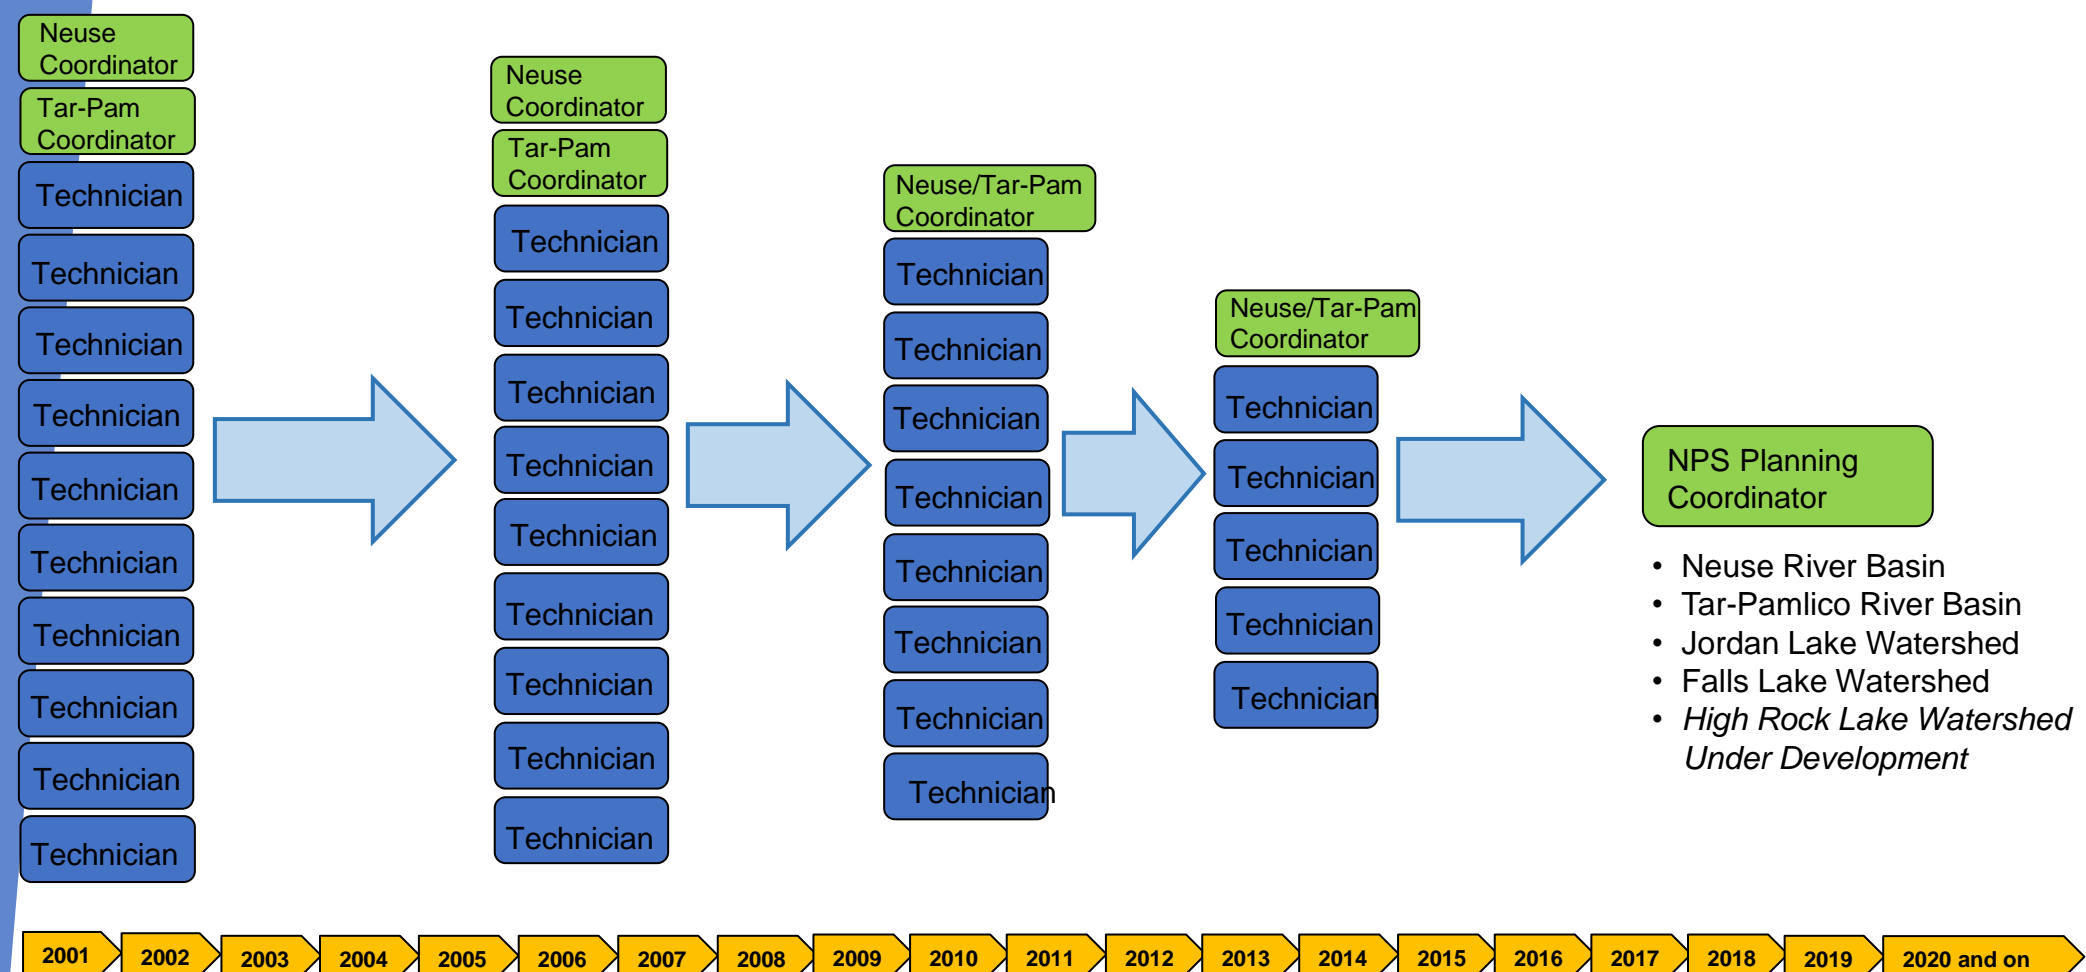 Neuse
Coordinator
Tar-Pam
Coordinator
Technician
Technician
Technician
Technician
Technician
Technician
Technician
Technician
Technician
Technician
Neuse
Coordinator
Tar-Pam
Coordinator
Technician
Technician
Technician
Technician
Technician
Technician
Technician
Technician
Technician
Neuse/Tar-Pam
Coordinator
Technician
Technician
Technician
Technician
Technician
Technician
Technician
Technician
Neuse/Tar-Pam
Coordinator
Technician
Technician
Technician
Technician
Technician
NPS Planning
Coordinator
• Neuse River Basin
• Tar-Pamlico River Basin
• Jordan Lake Watershed
• Falls Lake Watershed
• High Rock Lake Watershed
Under Development
2001 2002 2003 2004 2005 2006 2007 2008 2009 2010 2011 2012 2013 2014 2015 2016 2017 2018 2019 2020 and on